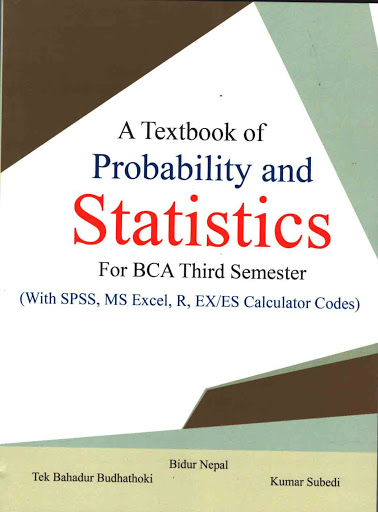 A Textbook of
Probability and
Statistics
For BCA Third Semester
(With SPSS, MS Excel, R, EX/ES Calculator Codes)
Bidur Nepal
Tek Bahadur Budhathoki
Kumar Subedi